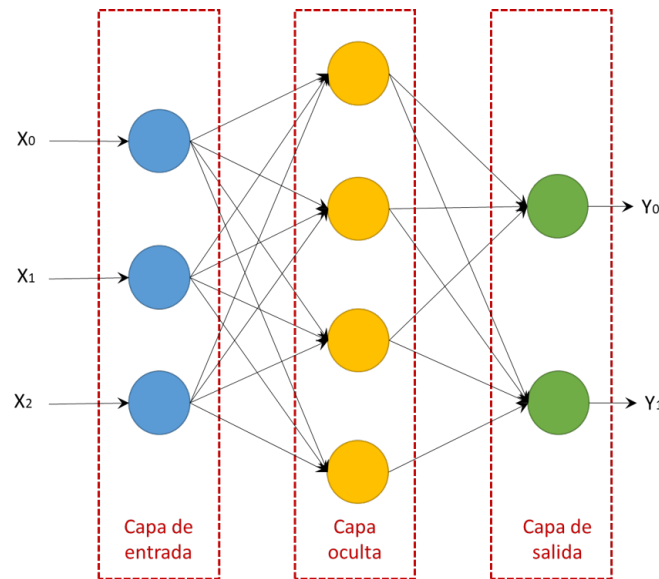 X0
Y0
X1
X2
Y1
Capa de
entrada
Capa
oculta
Capa de
salida